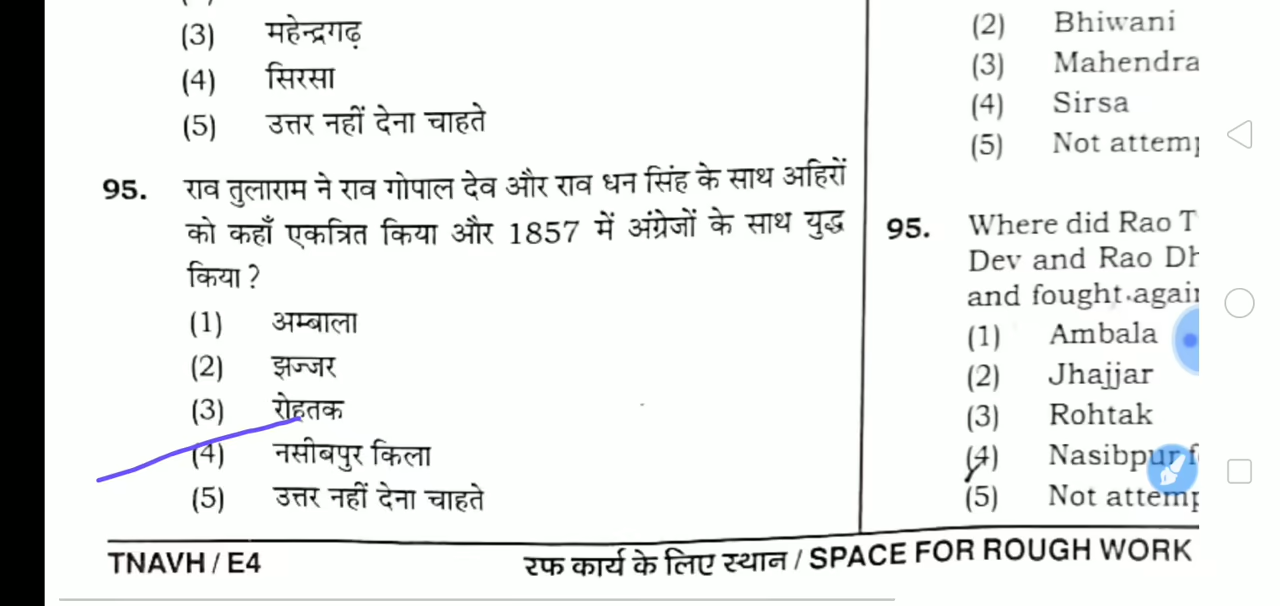 (3) महेन्द्रगढ़
(4) सिरसा
(5) उत्तर नहीं देना चाहते
95. राव तुलाराम ने राव गोपाल देव और राव धन सिंह के साथ अहिरों
को कहाँ एकत्रित किया और 1857 में अंग्रेजों के साथ युद्ध
किया ?
(1) अम्बाला
(2) झज्जर
(3) रोहतक
(4) नसीबपुर किला
(5) उत्तर नहीं देना चाहते
(2) Bhiwani
(3) Mahendra
(4) Sirsa
(5) Not attem
95. Where did Rao T
Dev and Rao Dh
and fought again
(1) Ambala
(2) Jhajjar
(3) Rohtak
(4) Nasibpur f
(5) Not attemp
TNAVH / E4 रफ कार्य के लिए स्थान / SPACE FOR ROUGH WORK